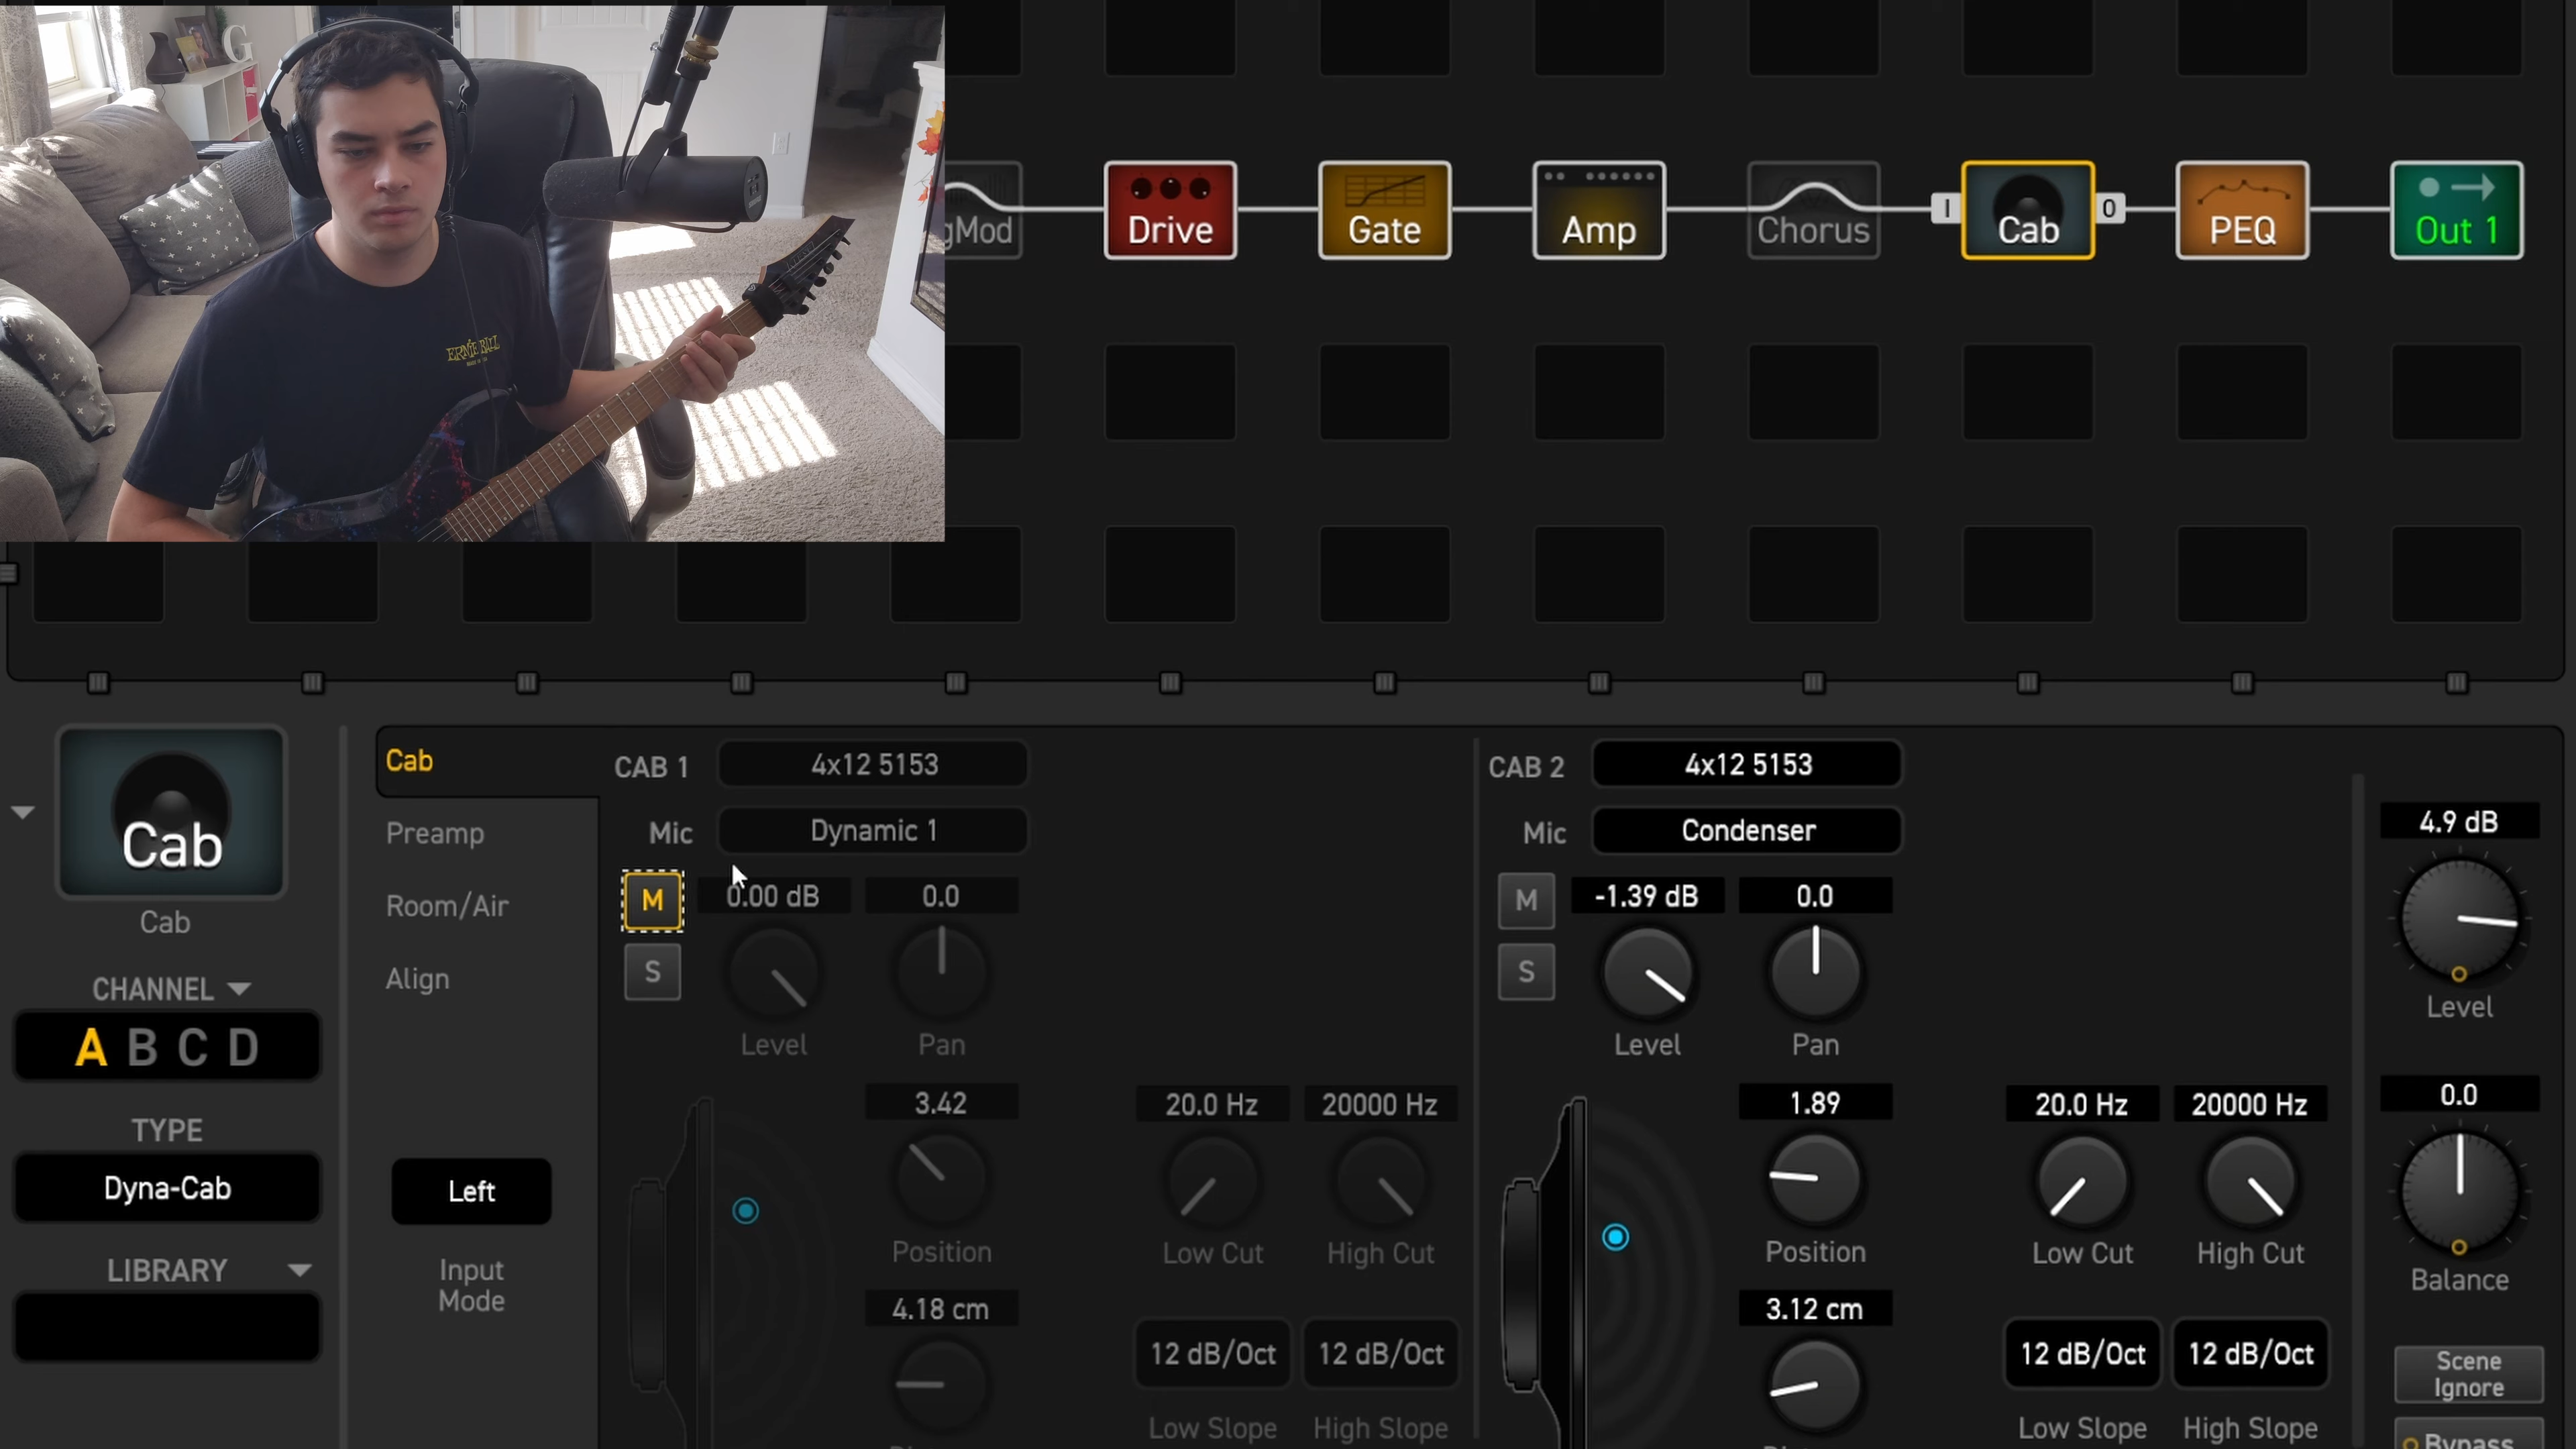 G
ERNIE BALL
gMod
Drive
Gate
Amp
Chorus
I
Cab
O
PEQ
Out 1
Cab
Cab
CHANNEL
A B C D
TYPE
Dyna-Cab
LIBRARY
Cab
Preamp
Room/Air
Align
Left
Input
Mode
CAB 1
4x12 5153
Mic
Dynamic 1
M
0.00 dB
0.0
S
Level
Pan
3.42
20.0 Hz
20000 Hz
Position
Low Cut
High Cut
4.18 cm
12 dB/Oct
12 dB/Oct
Low Slope
High Slope
CAB 2
4x12 5153
Mic
Condenser
M
-1.39 dB
0.0
S
Level
Pan
1.89
20.0 Hz
20000 Hz
Position
Low Cut
High Cut
3.12 cm
12 dB/Oct
12 dB/Oct
Low Slope
High Slope
4.9 dB
Level
0.0
Balance
Scene
Ignore
Bypass